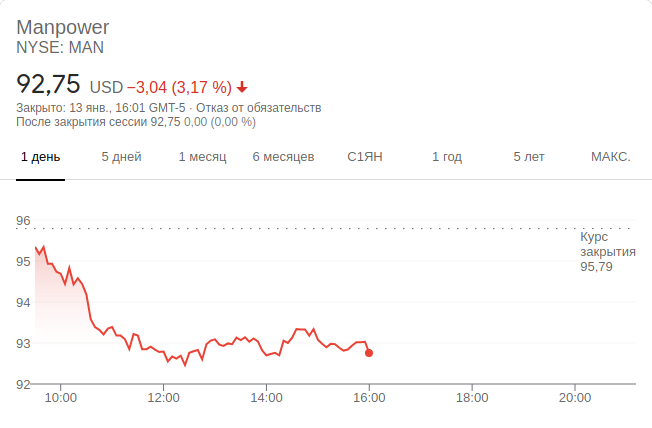 Manpower
NYSE: MAN
92,75 USD −3,04 (3,17 %)
Закрыто: 13 янв., 16:01 GMT-5 · Отказ от обязательств
После закрытия сессии 92,75 0,00 (0,00 %)
1 день 5 дней 1 месяц 6 месяцев С1ЯН 1 год 5 лет МАКС.
96
Курс
закрытия
95,79
95
94
93
92
10:00 12:00 14:00 16:00 18:00 20:00